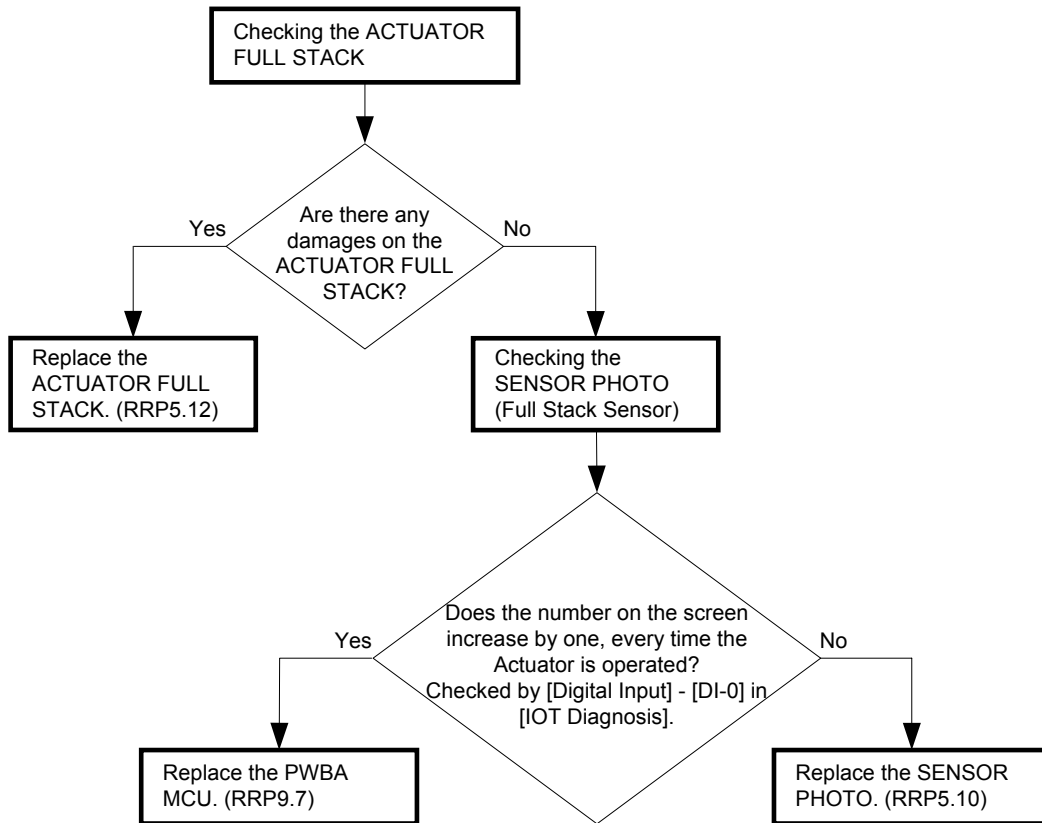 Checking the ACTUATOR
FULL STACK
Are there any
damages on the
ACTUATOR FULL
STACK?
Yes
No
Replace the
ACTUATOR FULL
STACK. (RRP5.12)
Checking the
SENSOR PHOTO
(Full Stack Sensor)
Does the number on the screen
increase by one, every time the
Actuator is operated?
Checked by [Digital Input] - [DI-0] in
[IOT Diagnosis].
Yes
No
Replace the PWBA
MCU. (RRP9.7)
Replace the SENSOR
PHOTO. (RRP5.10)